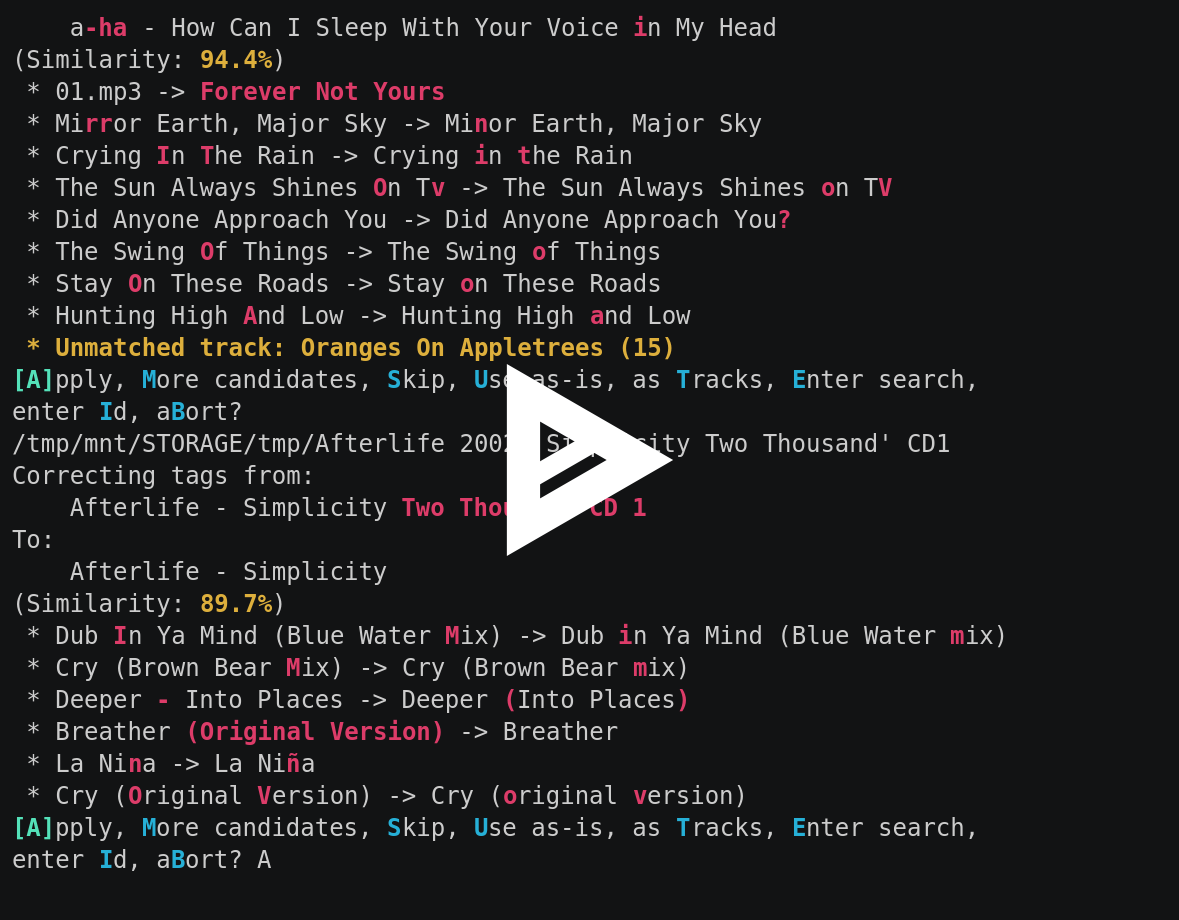 a-ha - How Can I Sleep With Your Voice in My Head
(Similarity: 94.4%)
* 01.mp3 -> Forever Not Yours
* Mirror Earth, Major Sky -> Minor Earth, Major Sky
* Crying In The Rain -> Crying in the Rain
* The Sun Always Shines On Tv -> The Sun Always Shines on TV
* Did Anyone Approach You -> Did Anyone Approach You?
* The Swing Of Things -> The Swing of Things
* Stay On These Roads -> Stay on These Roads
* Hunting High And Low -> Hunting High and Low
* Unmatched track: Oranges On Appletrees (15)
[A]pply, More candidates, Skip, Use as-is, as Tracks, Enter search,
enter Id, aBort?
/tmp/mnt/STORAGE/tmp/Afterlife 2002 Two Thousand' CD1
Correcting tags from:
Afterlife - Simplicity Two CD 1
To:
Afterlife - Simplicity
(Similarity: 89.7%)
* Dub In Ya Mind (Blue Water Mix) -> Dub in Ya Mind (Blue Water mix)
* Cry (Brown Bear Mix) -> Cry (Brown Bear mix)
* Deeper - Into Places -> Deeper (Into Places)
* Breather (Original Version) -> Breather
* La Nina -> La Niña
* Cry (Original Version) -> Cry (original version)
[A]pply, More candidates, Skip, Use as-is, as Tracks, Enter search,
enter Id, aBort? A